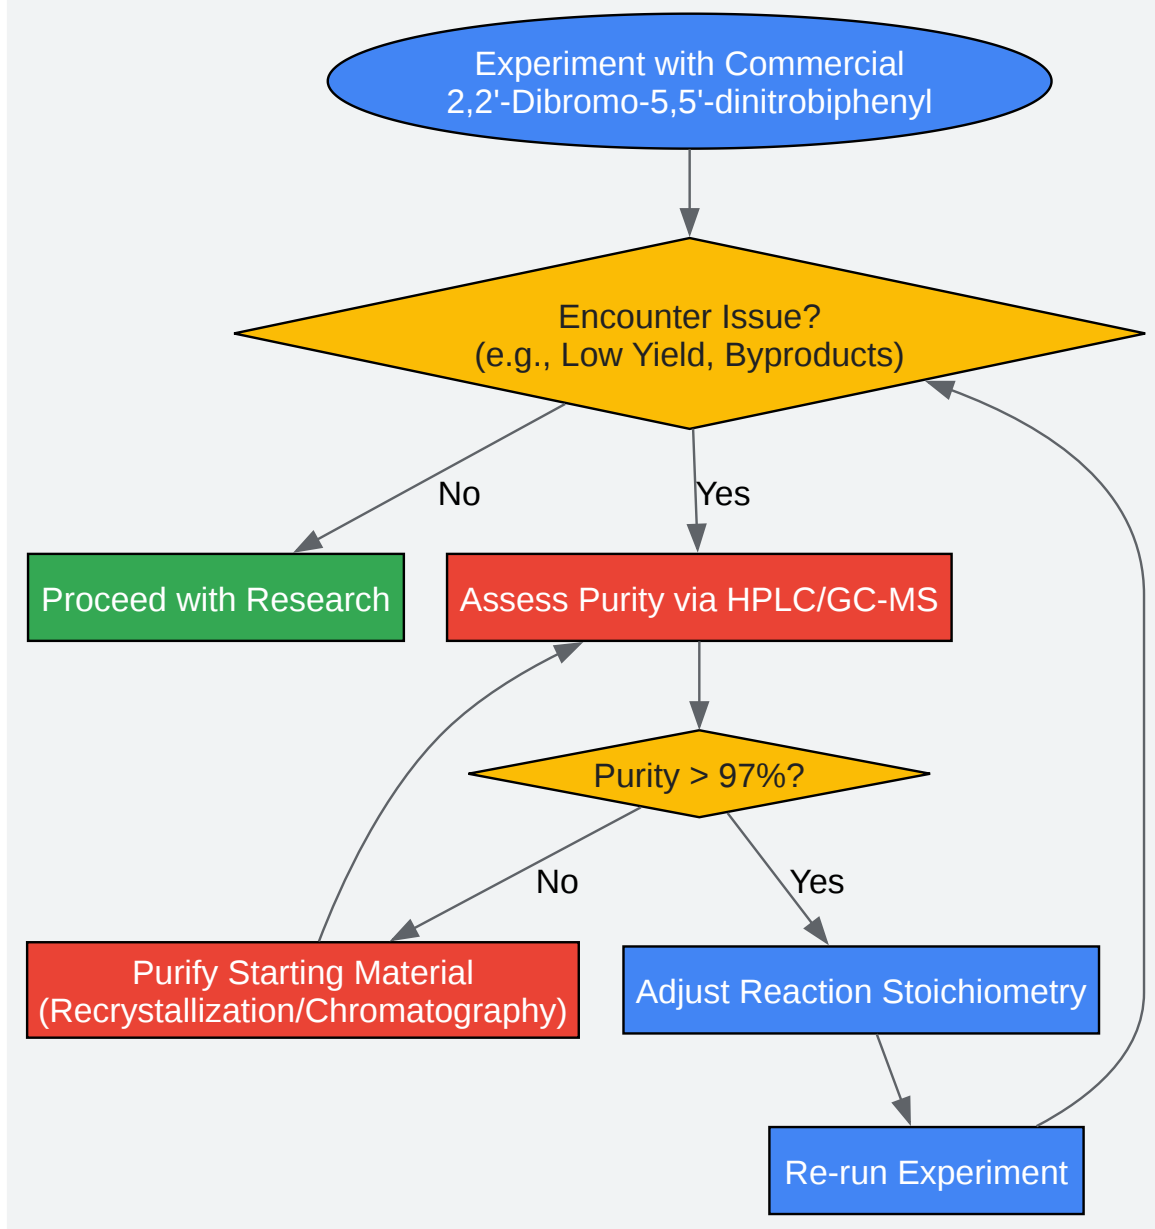 Experiment with Commercial
2,2'-Dibromo-5,5'-dinitrobiphenyl
Encounter Issue?
(e.g., Low Yield, Byproducts)
No
Yes
Proceed with Research
Assess Purity via HPLC/GC-MS
Purity > 97%?
No
Yes
Purify Starting Material
(Recrystallization/Chromatography)
Adjust Reaction Stoichiometry
Re-run Experiment